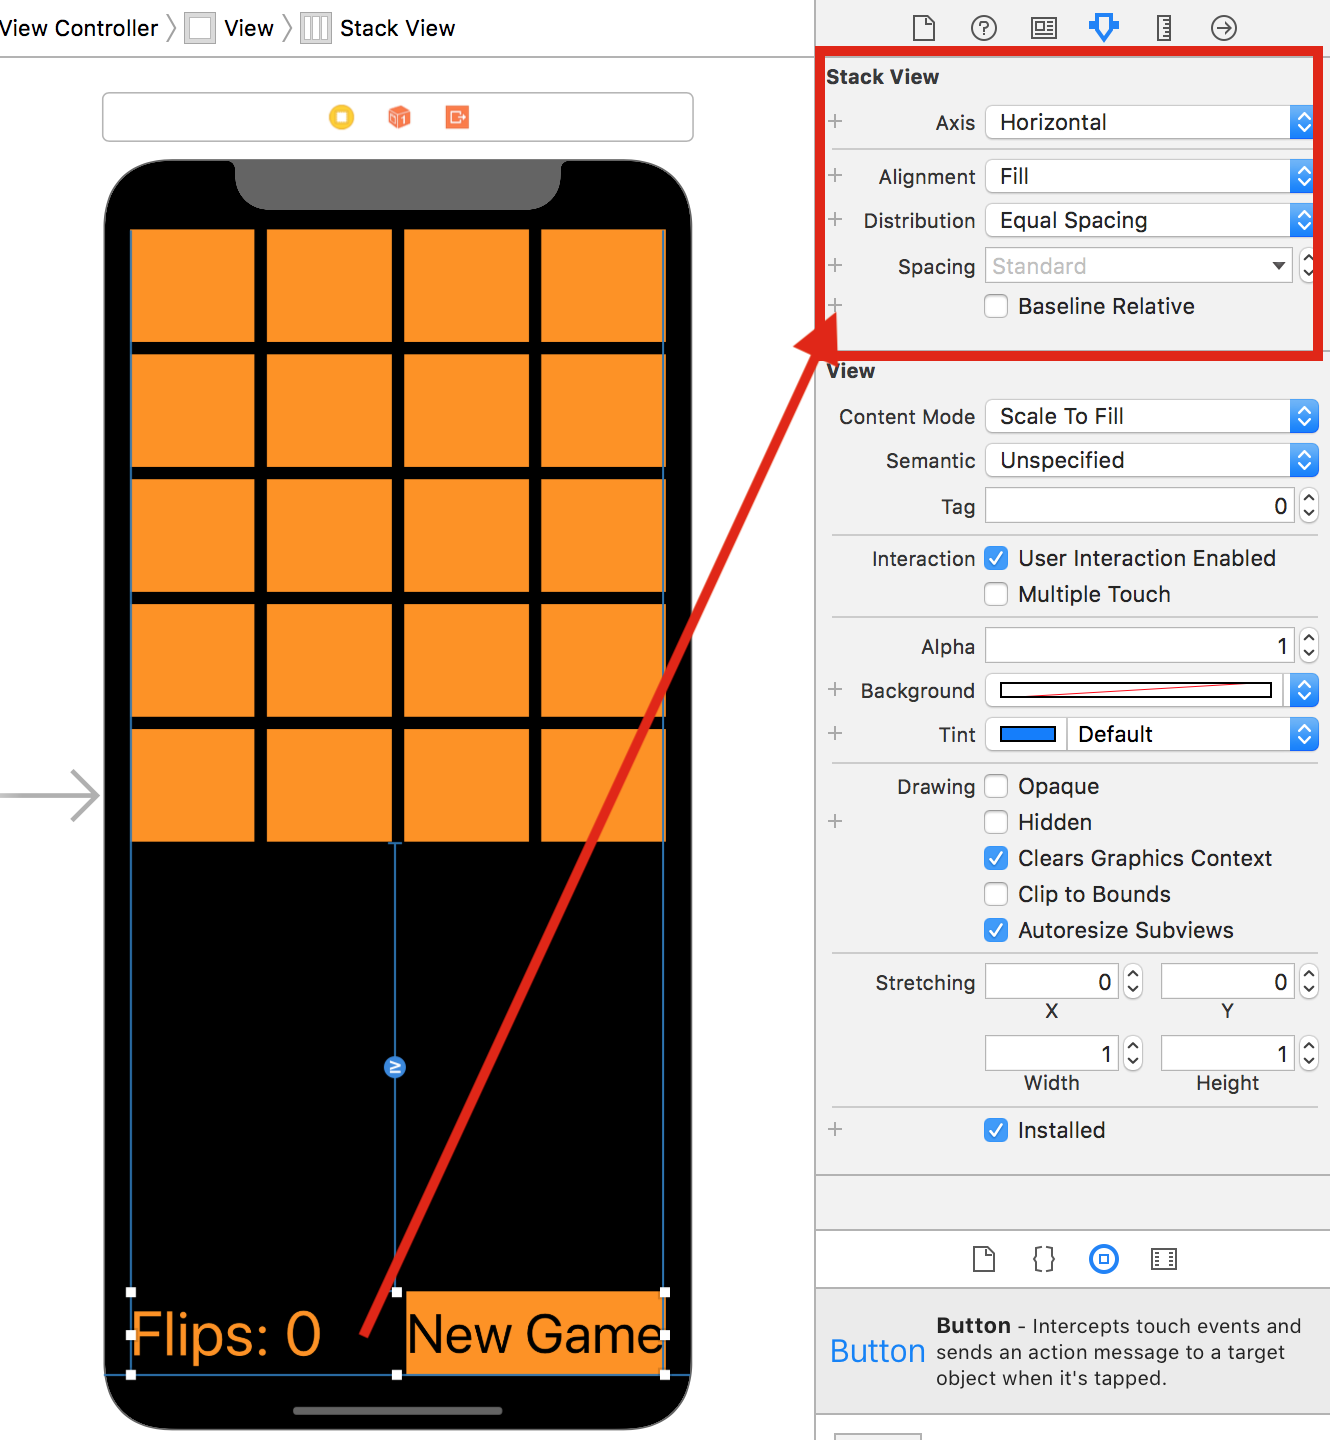 View Controller View Stack View
Stack View
Axis Horizontal
Alignment Fill
Distribution Equal Spacing
Spacing Standard
Baseline Relative
View
Content Mode Scale To Fill
Semantic Unspecified
Tag 0
Interaction User Interaction Enabled
Multiple Touch
Alpha 1
Background
Tint Default
Drawing Opaque
Hidden
Clears Graphics Context
Clip to Bounds
Autoresize Subviews
Stretching 0 0
X Y
1 1
Width Height
Installed
Flips: 0 New Game
Button
Button - Intercepts touch events and
sends an action message to a target
object when it's tapped.